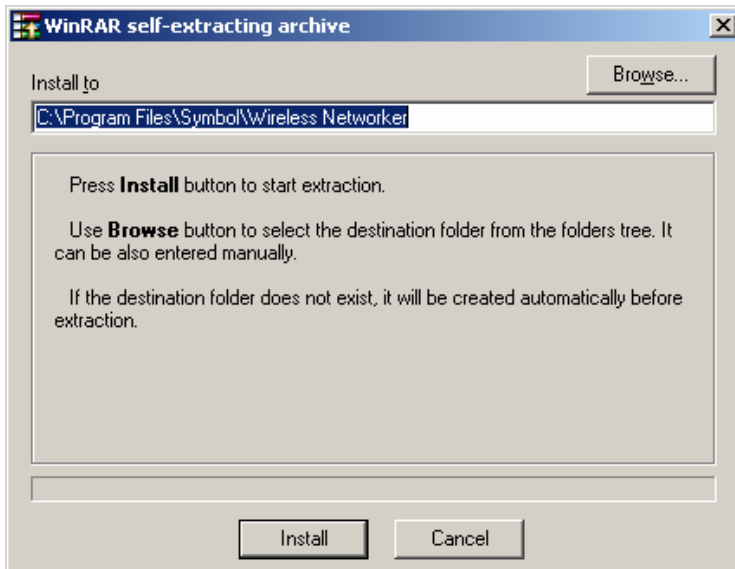 WinRAR self-extracting archive
Browse...
Install to
C:\Program Files\Symbol\Wireless Networker
Press Install button to start extraction.
Use Browse button to select the destination folder from the folders tree. It
can be also entered manually.
If the destination folder does not exist, it will be created automatically before
extraction.
Install
Cancel